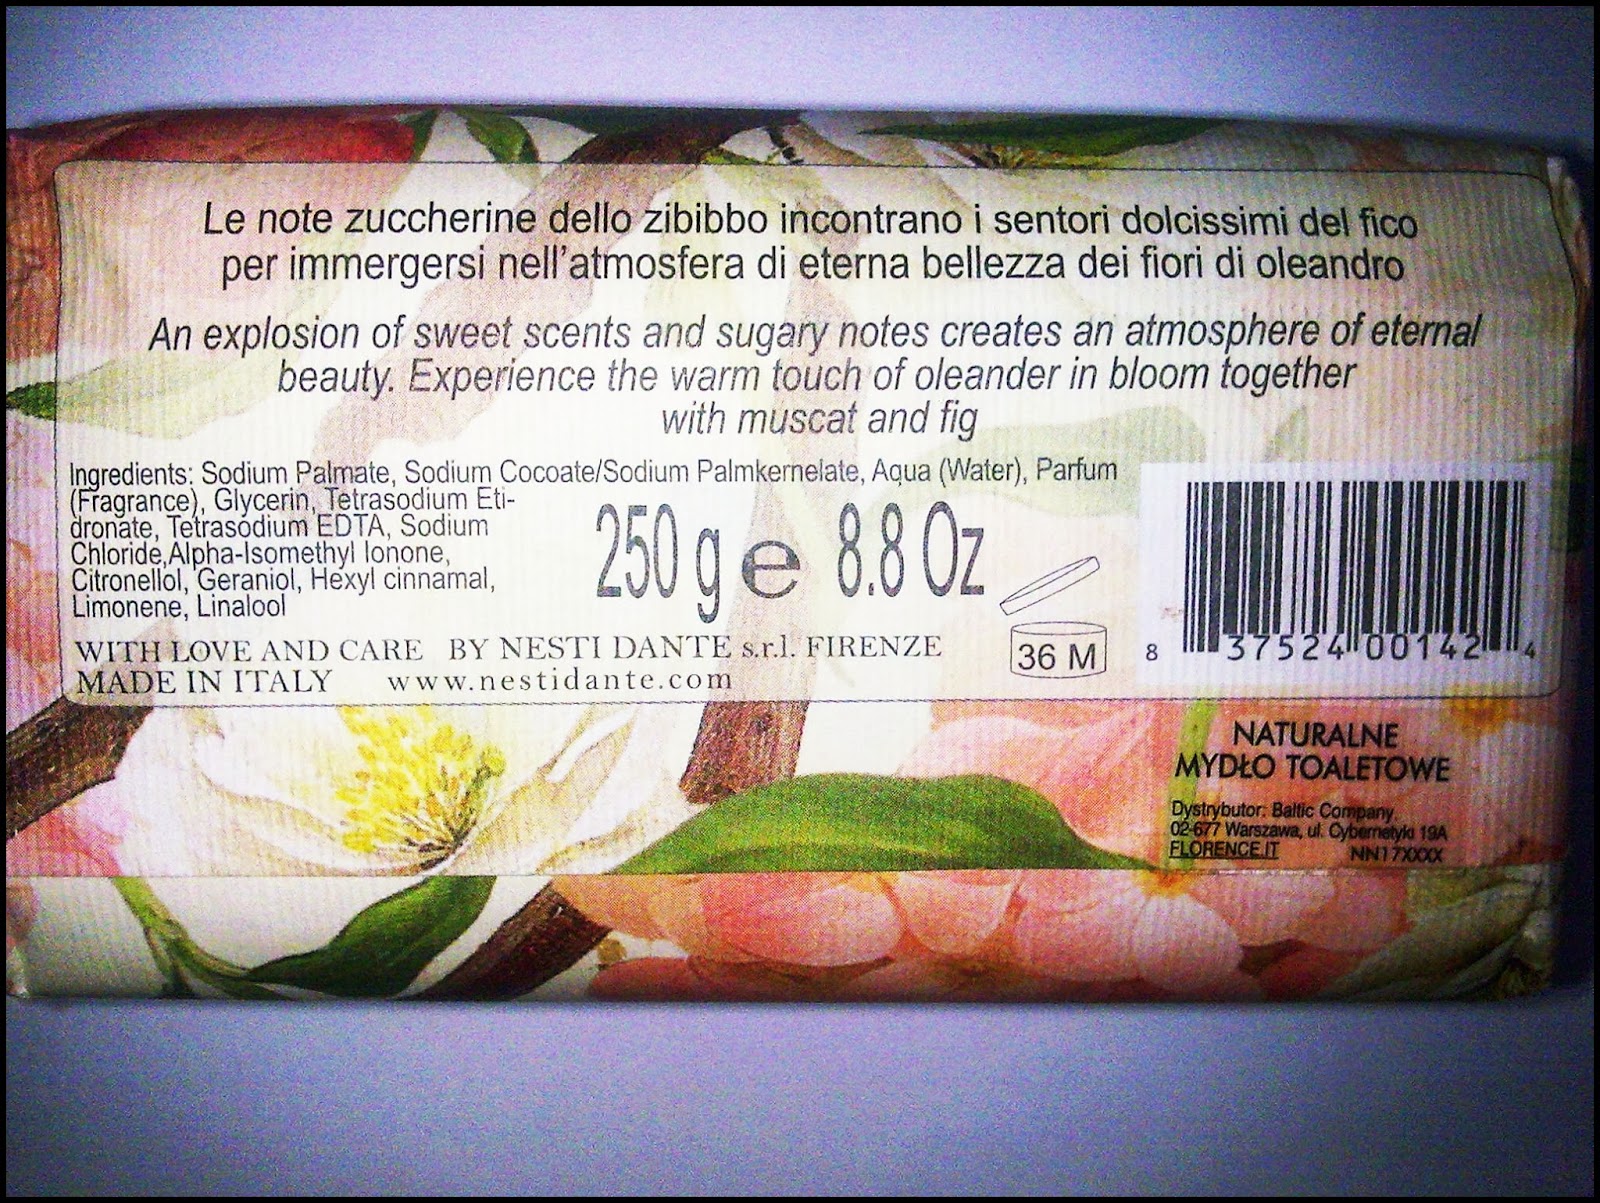 Le note zuccherine dello zibibbo incontrano i sentori dolcissimi del fico
per immergersi nell'atmosfera di eterna bellezza dei fiori di oleandro
An explosion of sweet scents and sugary notes creates an atmosphere of eternal
beauty. Experience the warm touch of oleander in bloom together
with muscat and fig
Ingredients: Sodium Palmate, Sodium Cocoate/Sodium Palmkernelate, Aqua (Water), Parfum
(Fragrance), Glycerin, Tetrasodium Eti-
dronate, Tetrasodium EDTA, Sodium
Chloride,Alpha-Isomethyl Ionone,
Citronellol, Geraniol, Hexyl cinnamal,
Limonene, Linalool
250 g e 8.8 Oz
36 M
WITH LOVE AND CARE BY NESTI DANTE s.r.l. FIRENZE
MADE IN ITALY www.nestidante.com
8 37524 00142 4
NATURALNE
MYDŁO TOALETOWE
Dystrybutor: Baltic Company,
02-677 Warszawa, ul. Cybernetyki 19A
FLORENCE.IT NN17XXXX